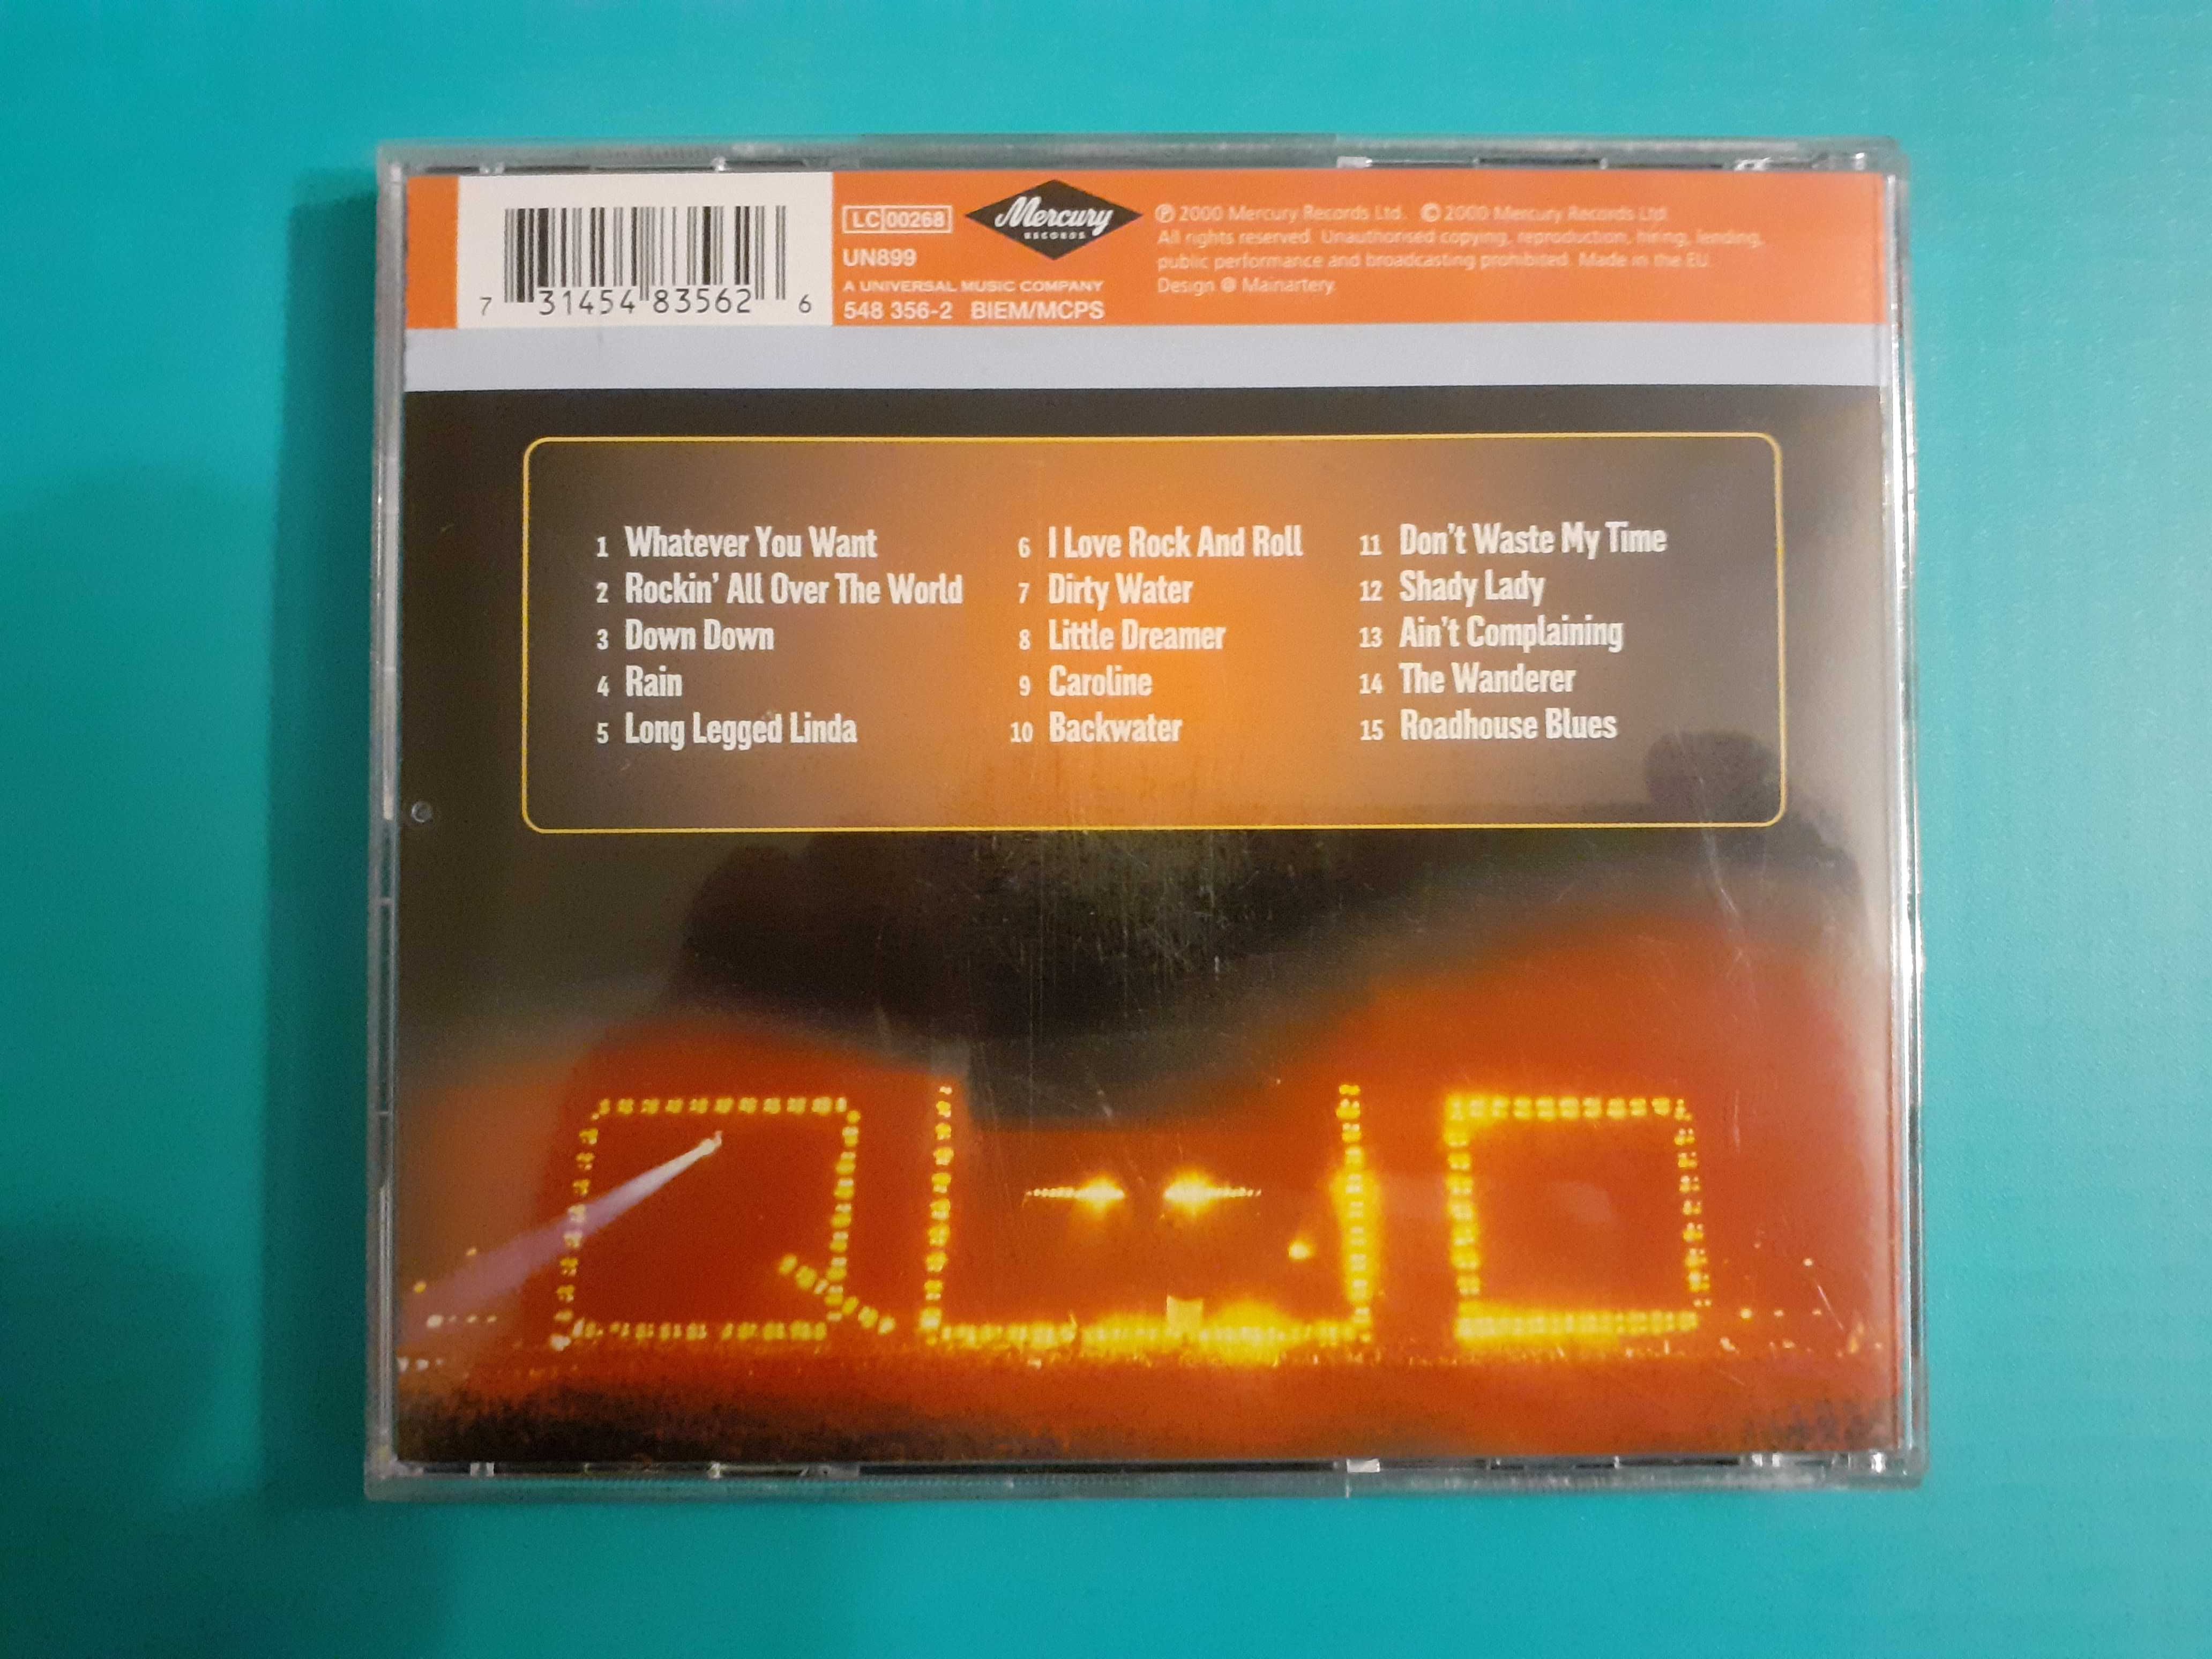 7 31454 83562 6
LC 00268
UN899
Mercury
RECORDS
A UNIVERSAL MUSIC COMPANY
548 356-2 BIEM/MCPS
℗ 2000 Mercury Records Ltd. © 2000 Mercury Records Ltd.
All rights reserved. Unauthorised copying, reproduction, hiring, lending,
public performance and broadcasting prohibited. Made in the EU.
Design @ Mainartery.
1 Whatever You Want
2 Rockin' All Over The World
3 Down Down
4 Rain
5 Long Legged Linda
6 I Love Rock And Roll
7 Dirty Water
8 Little Dreamer
9 Caroline
10 Backwater
11 Don't Waste My Time
12 Shady Lady
13 Ain't Complaining
14 The Wanderer
15 Roadhouse Blues
QUO